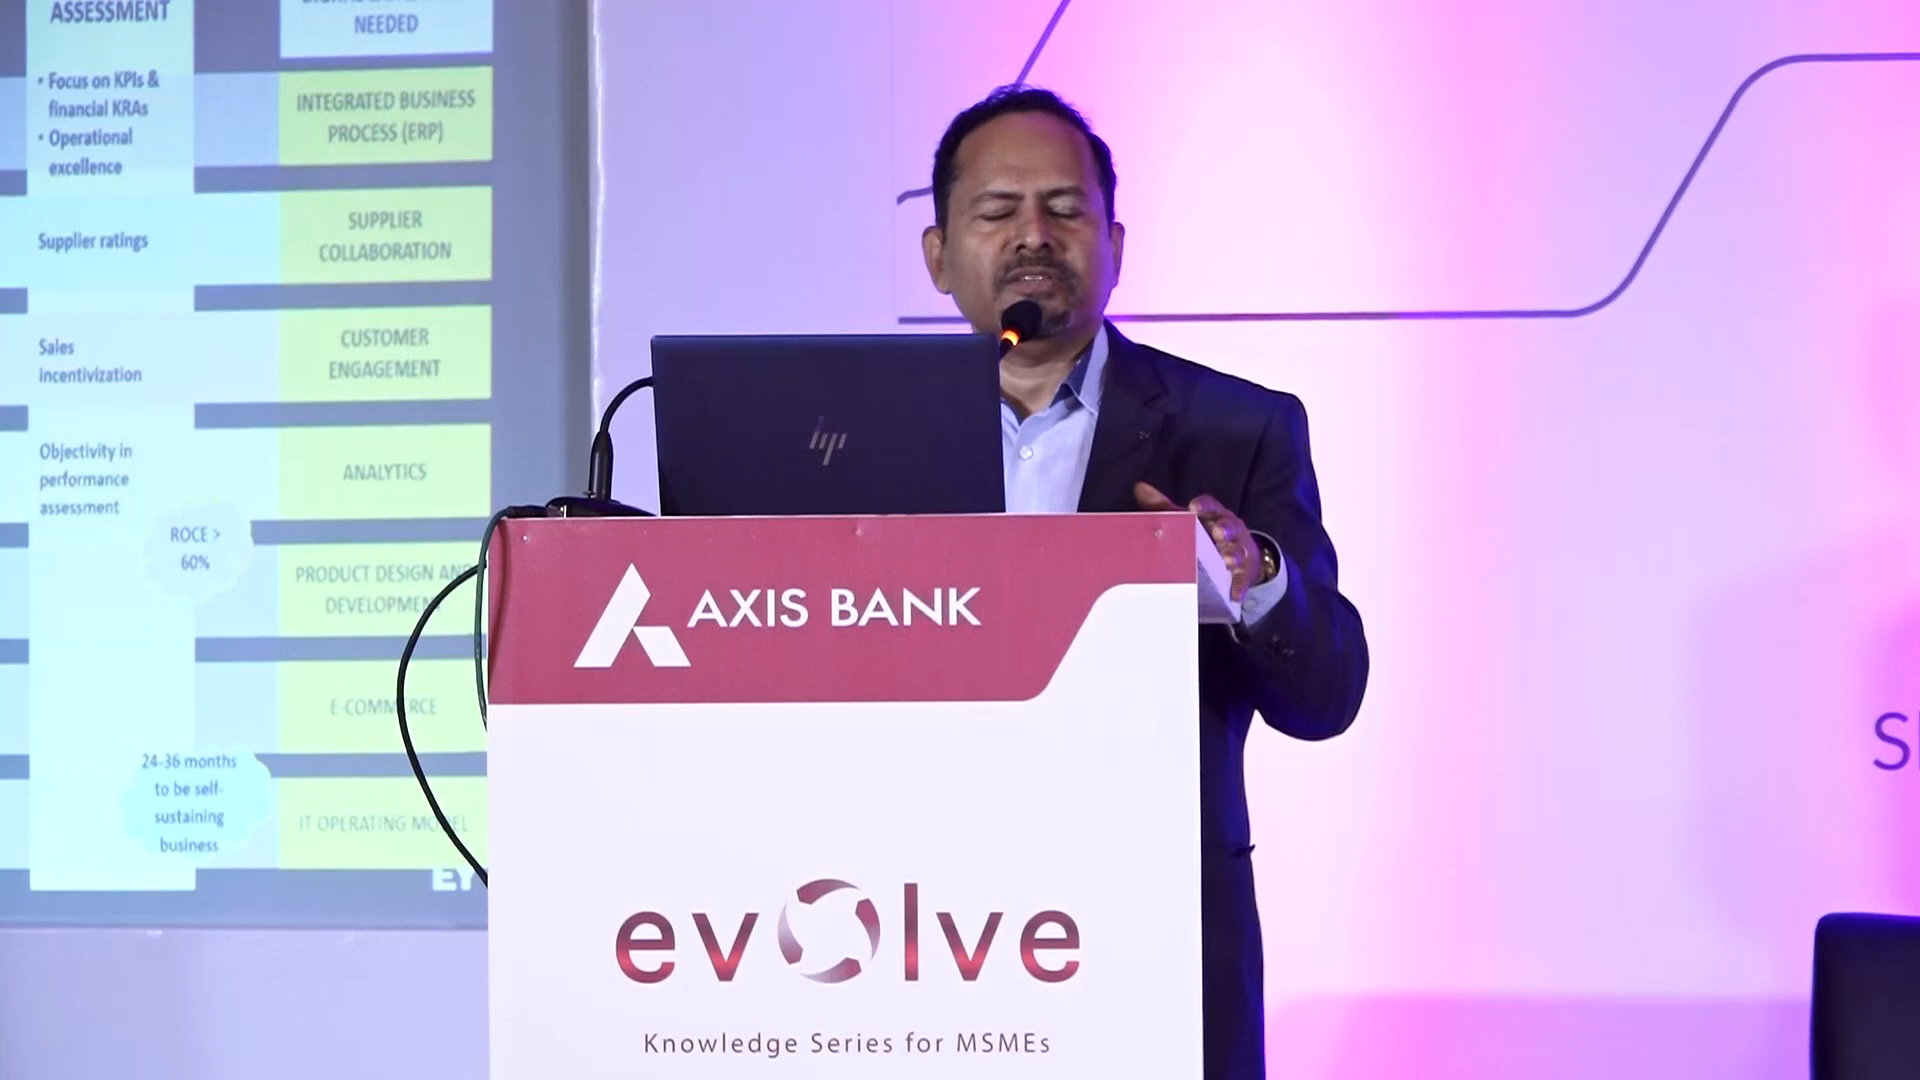 ASSESSMENT
NEEDED
• Focus on KPIs &
financial KRAs
• Operational
excellence
INTEGRATED BUSINESS
PROCESS (ERP)
Supplier ratings
SUPPLIER
COLLABORATION
Sales
incentivization
CUSTOMER
ENGAGEMENT
Objectivity in
performance
assessment
ANALYTICS
ROCE >
60%
PRODUCT DESIGN AND
DEVELOPMENT
E-COMMERCE
24-36 months
to be self-
sustaining
business
IT OPERATING MODEL
EY
hp
AXIS BANK
evolve
Knowledge Series for MSMEs